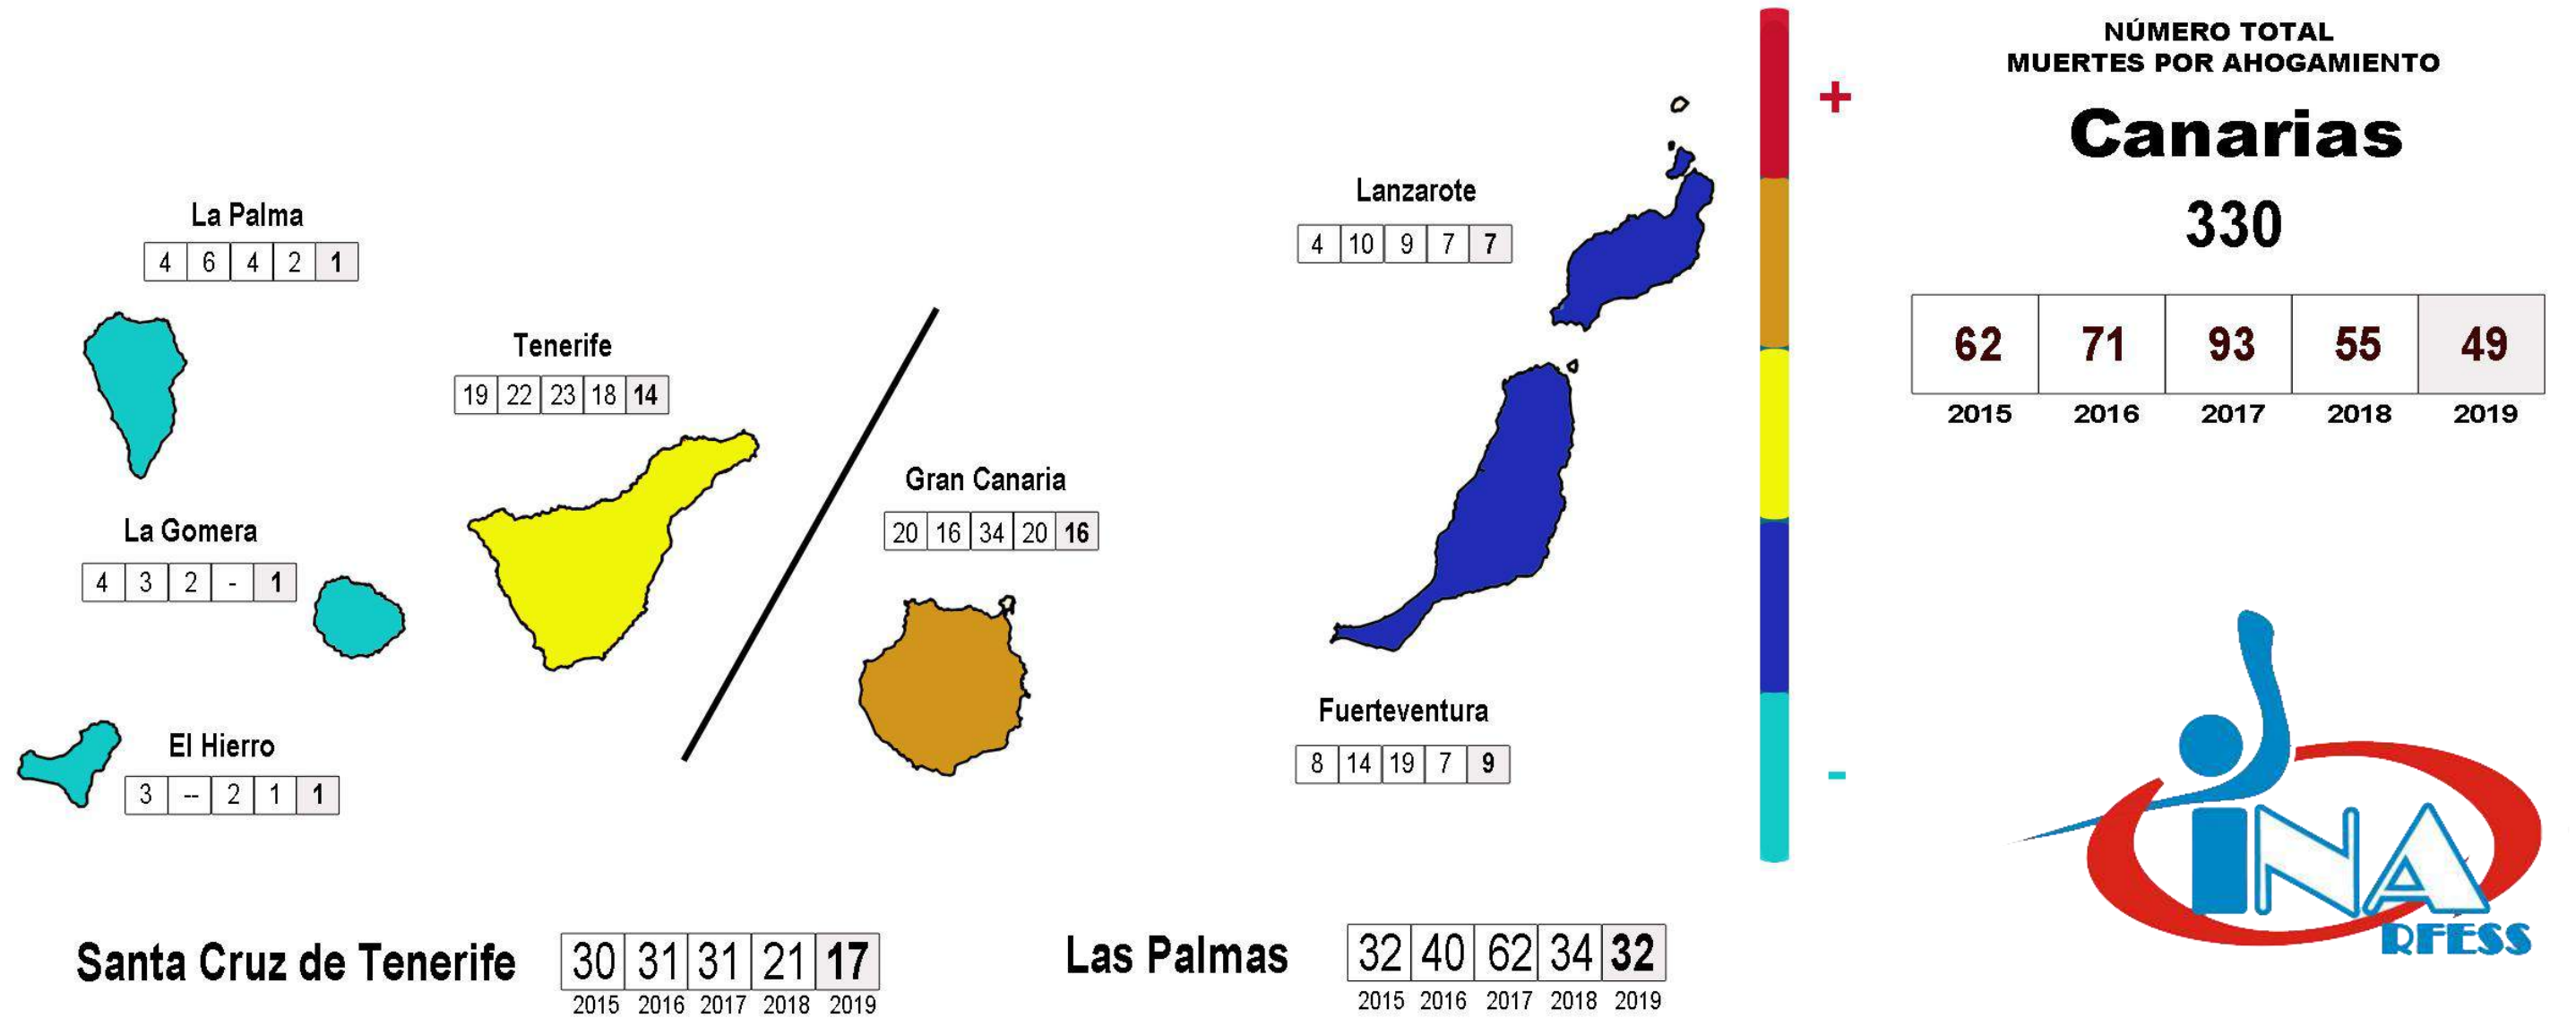 NÚMERO TOTAL
MUERTES POR AHOGAMIENTO
Canarias
330
62 71 93 55 49
2015 2016 2017 2018 2019
+
-
La Palma
4 6 4 2 1
Tenerife
19 22 23 18 14
La Gomera
4 3 2 - 1
El Hierro
3 -- 2 1 1
Gran Canaria
20 16 34 20 16
Lanzarote
4 10 9 7 7
Fuerteventura
8 14 19 7 9
Santa Cruz de Tenerife 30 31 31 21 17
2015 2016 2017 2018 2019
Las Palmas 32 40 62 34 32
2015 2016 2017 2018 2019
INA
RFESS